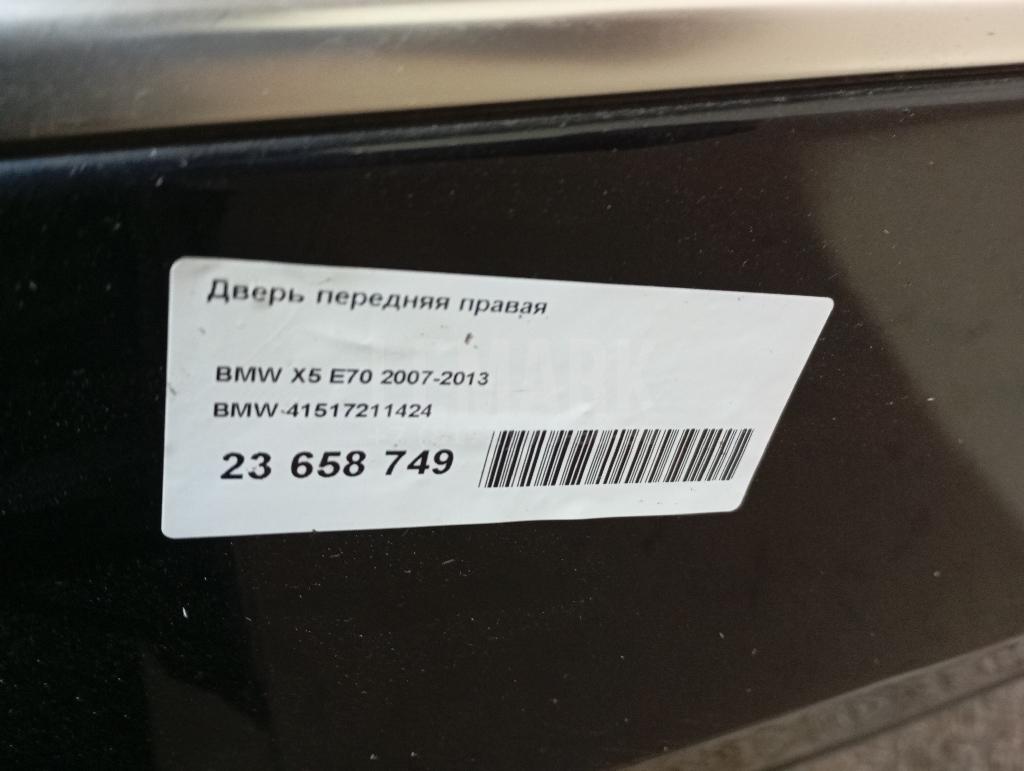 Дверь передняя правая
BMW X5 E70 2007-2013
BMW 41517211424
23 658 749